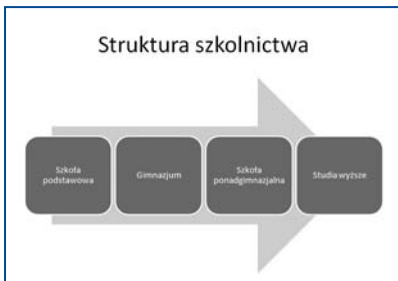 Struktura szkolnictwa
Szkoła
podstawowa
Gimnazjum
Szkoła
ponadgimnazjalna
Studia wyższe